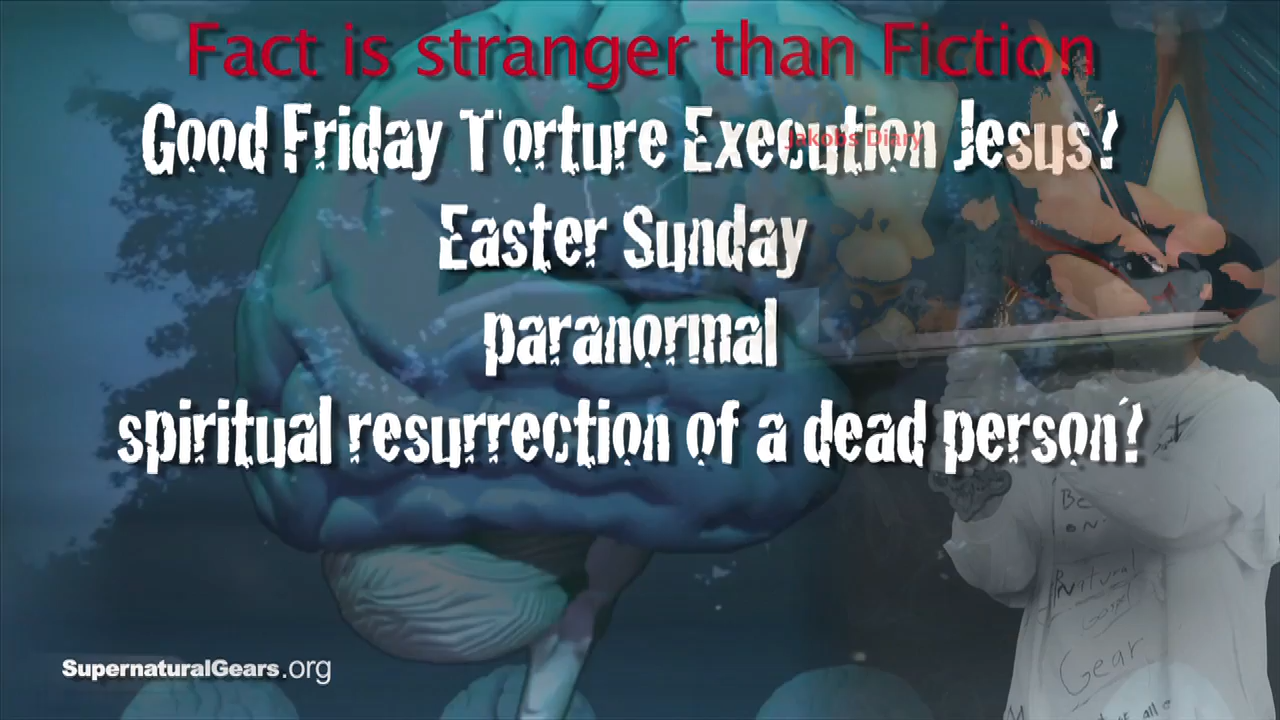 Fact is stranger than Fiction
Good Friday Torture Execution Jesus?
Jakobs Diary
Easter Sunday
paranormal
spiritual resurrection of a dead person?
Gear
SupernaturalGears.org